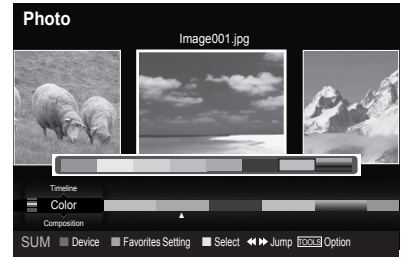 Photo
Image001.jpg
Timeline
Color
Composition
SUM Device Favorites Setting Select Jump TOOLS Option